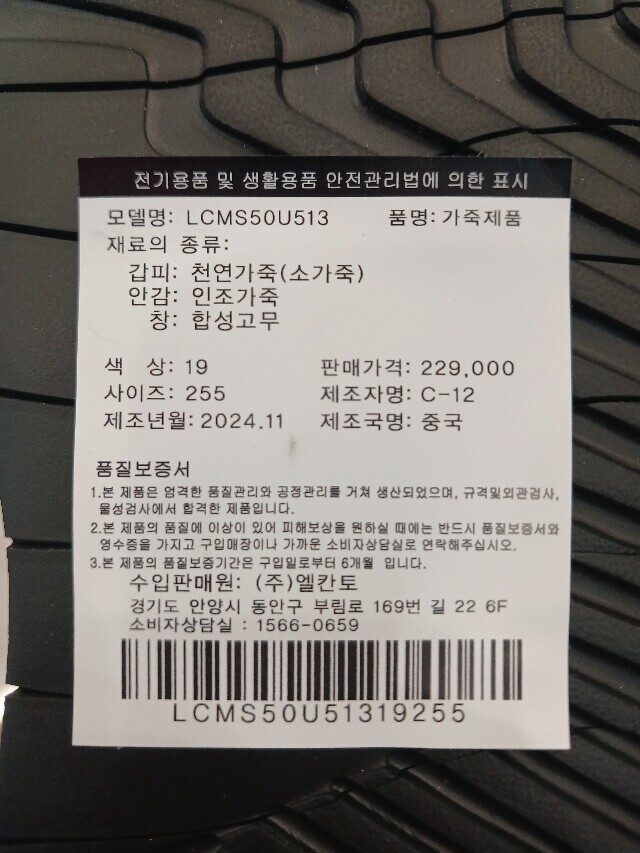 전기용품 및 생활용품 안전관리법에 의한 표시
모델명: LCMS50U513 품명: 가죽제품
재료의 종류:
갑피: 천연가죽(소가죽)
안감: 인조가죽
창: 합성고무
색 상: 19 판매가격: 229,000
사이즈: 255 제조자명: C-12
제조년월: 2024.11 제조국명: 중국
품질보증서
1.본 제품은 엄격한 품질관리와 공정관리를 거쳐 생산되었으며, 규격및외관검사,
물성검사에서 합격한 제품입니다.
2.본 제품의 품질에 이상이 있어 피해보상을 원하실 때에는 반드시 품질보증서와
영수증을 가지고 구입매장이나 가까운 소비자상담실로 연락해주십시오.
3.본 제품의 품질보증기간은 구입일로부터 6개월 입니다.
수입판매원: (주)엘칸토
경기도 안양시 동안구 부림로 169번 길 22 6F
소비자상담실 : 1566-0659
LCMS50U51319255